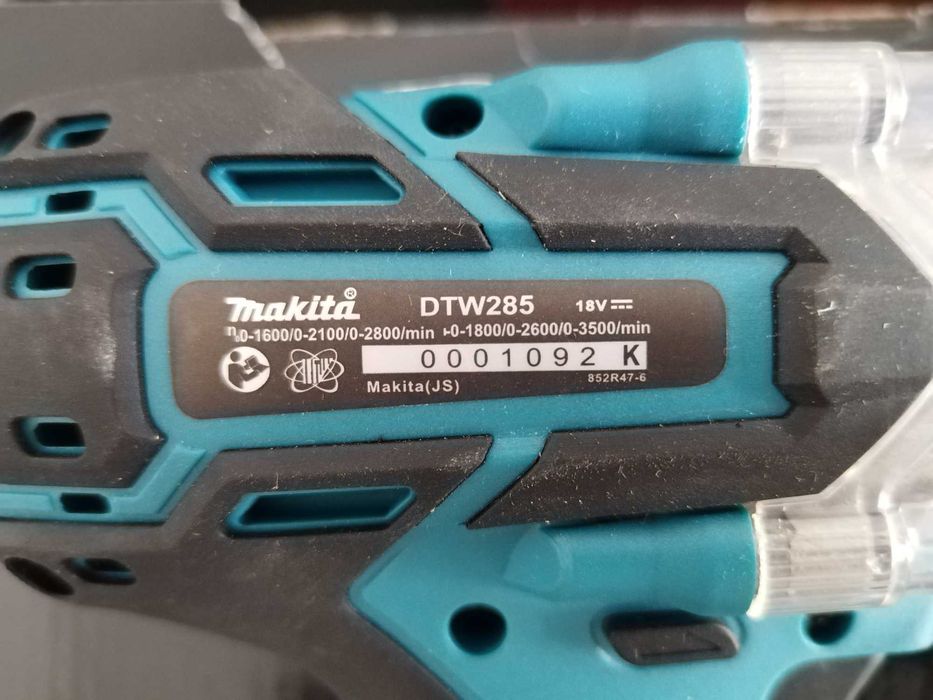 makita® DTW285 18V
n₀0-1600/0-2100/0-2800/min 0-1800/0-2600/0-3500/min
0001092 K
Makita(JS) 852R47-6